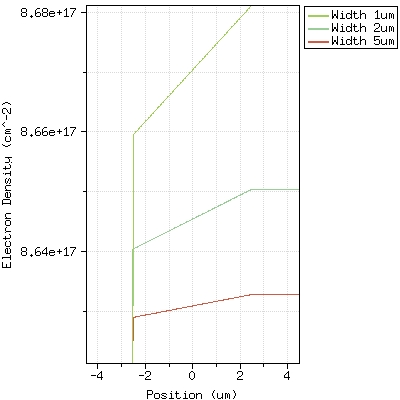 8.68e+17
8.66e+17
8.64e+17
Electron Density (cm^-2)
-4 -2 0 2 4
Position (um)
Width 1um
Width 2um
Width 5um